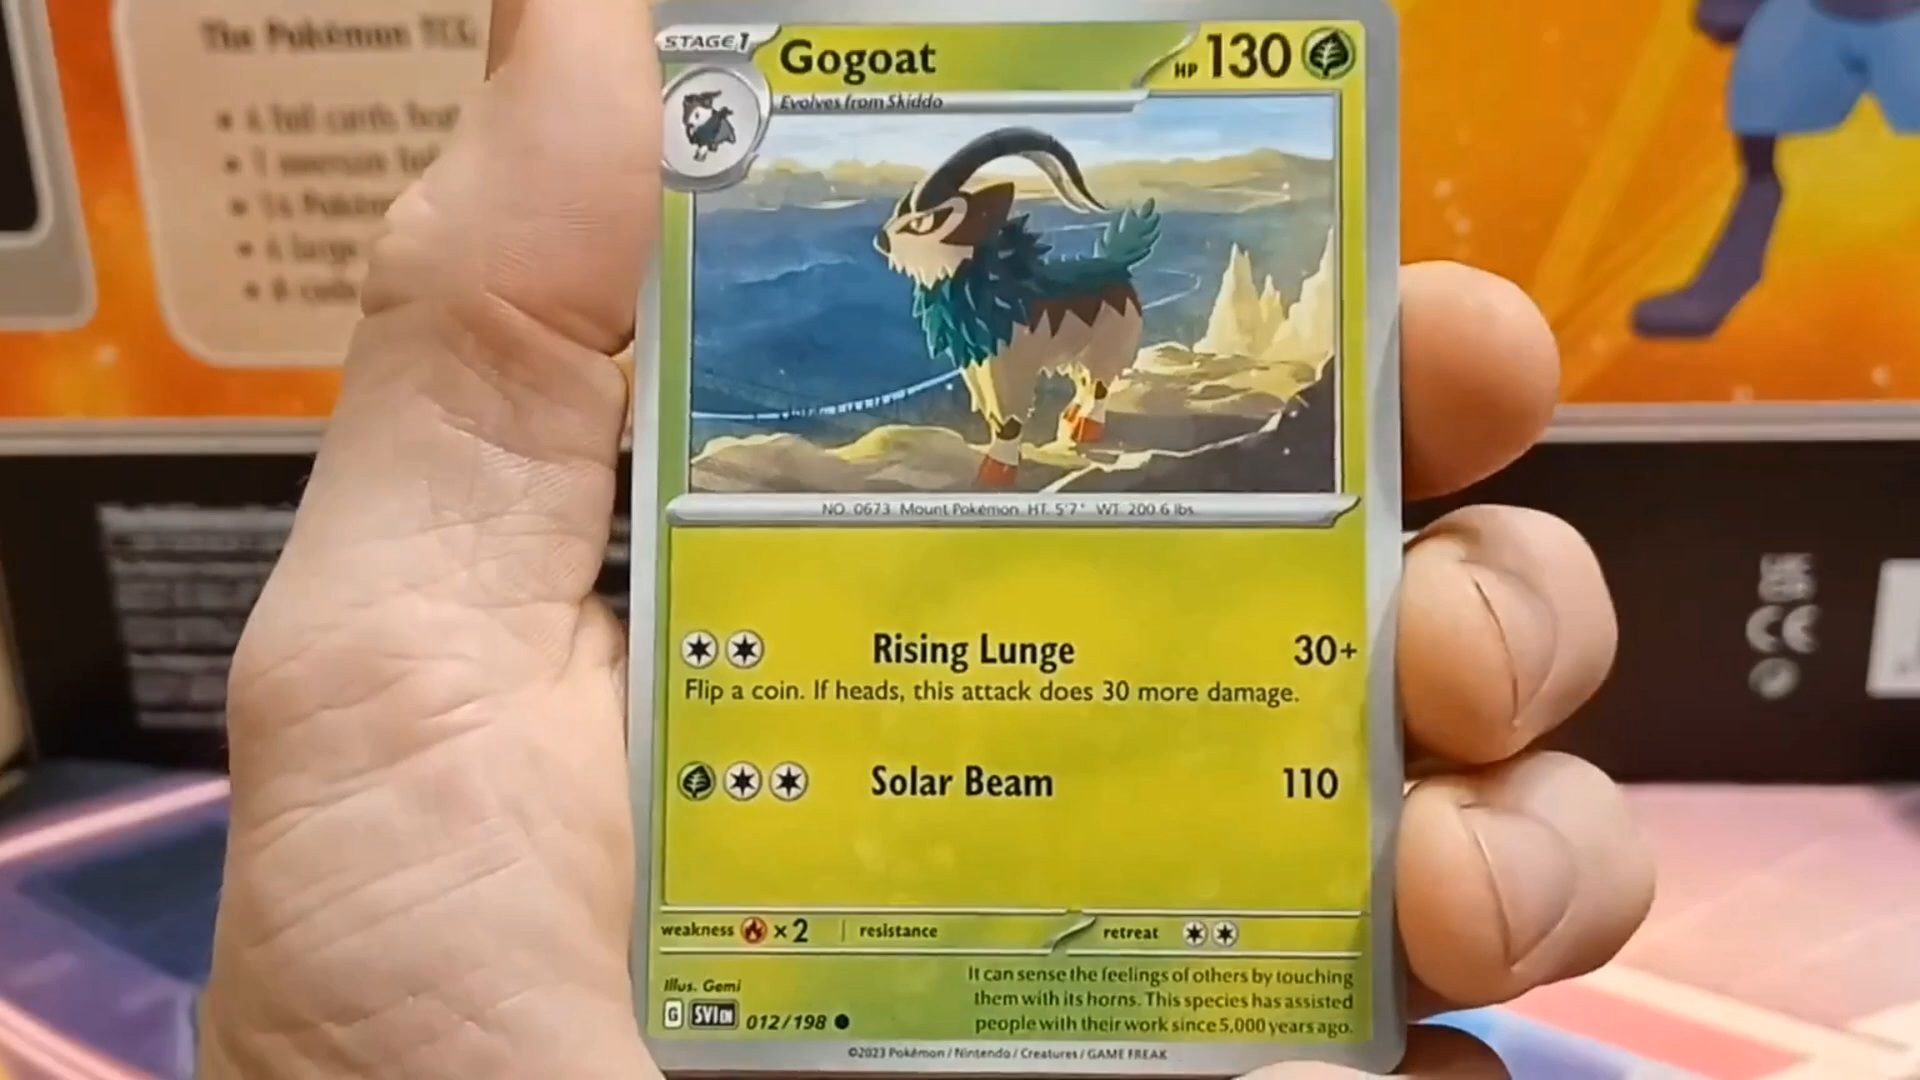 The Pokémon TCG
STAGE 1
Gogoat
HP 130
Evolves from Skiddo
NO. 0673 Mount Pokémon HT. 5'7" WT. 200.6 lbs.
Rising Lunge 30+
Flip a coin. If heads, this attack does 30 more damage.
Solar Beam 110
weakness ×2 resistance retreat
Illus. Gemi
It can sense the feelings of others by touching
them with its horns. This species has assisted
people with their work since 5,000 years ago.
G SVI EN 012/198
©2023 Pokémon / Nintendo / Creatures / GAME FREAK
UK
CA
CE